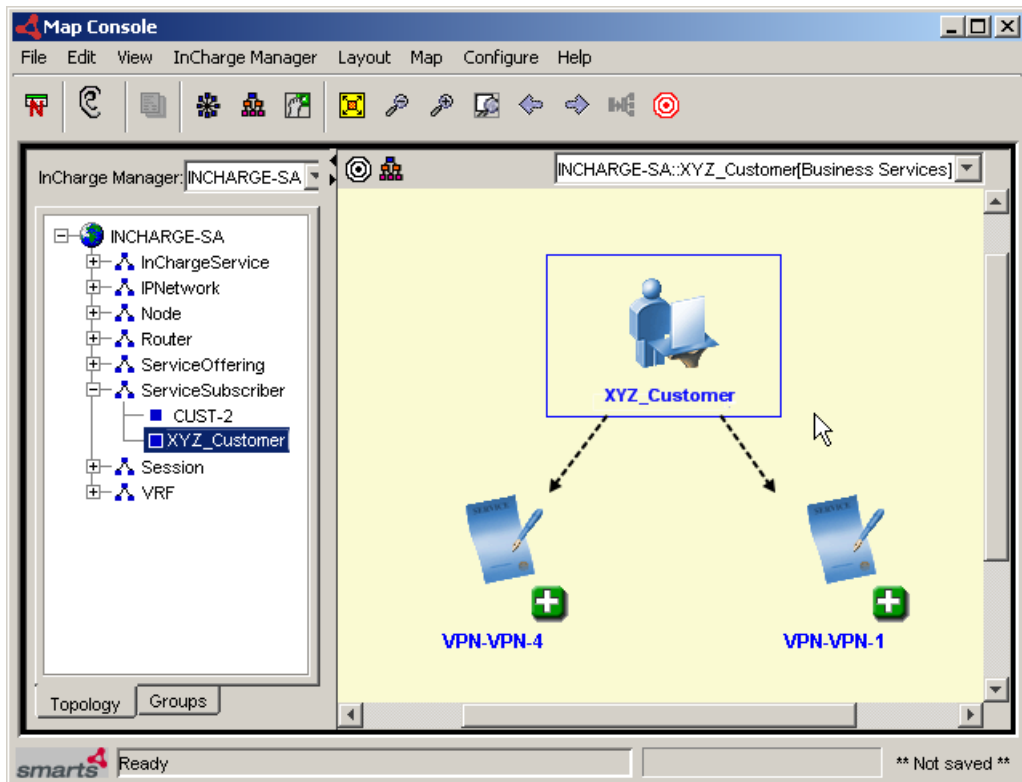 Map Console
File Edit View InCharge Manager Layout Map Configure Help
N
InCharge Manager: INCHARGE-SA
INCHARGE-SA::XYZ_Customer[Business Services]
INCHARGE-SA
InChargeService
IPNetwork
Node
Router
ServiceOffering
ServiceSubscriber
CUST-2
XYZ_Customer
Session
VRF
XYZ_Customer
SERVICE
SERVICE
VPN-VPN-4
VPN-VPN-1
Topology Groups
smarts Ready ** Not saved **